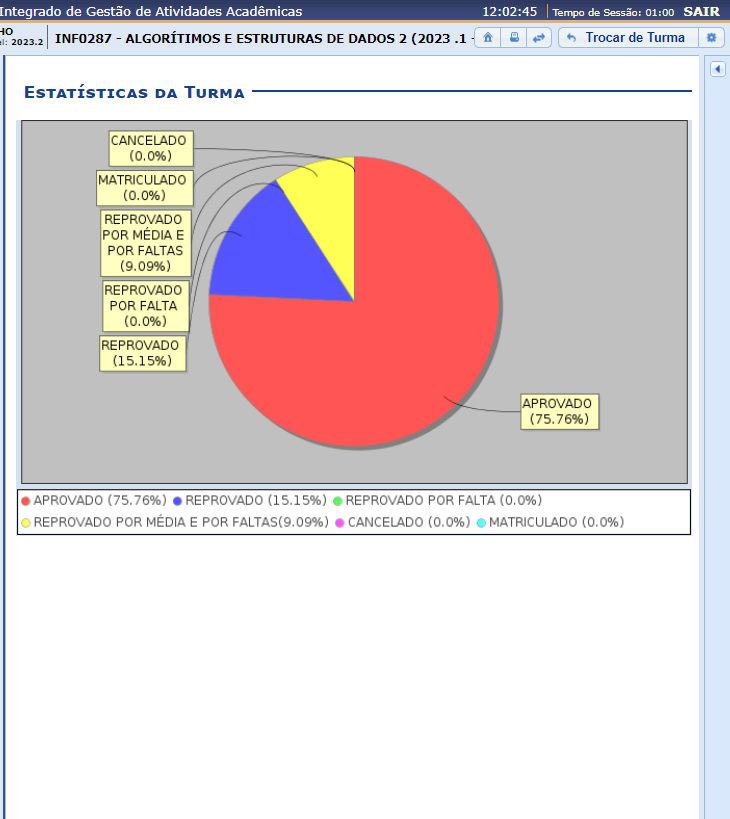 Integrado de Gestão de Atividades Acadêmicas 12:02:45 Tempo de Sessão: 01:00 SAIR
HO
el: 2023.2 INF0287 - ALGORÍTIMOS E ESTRUTURAS DE DADOS 2 (2023 .1 - Trocar de Turma
ESTATÍSTICAS DA TURMA
CANCELADO
(0.0%)
MATRICULADO
(0.0%)
REPROVADO
POR MÉDIA E
POR FALTAS
(9.09%)
REPROVADO
POR FALTA
(0.0%)
REPROVADO
(15.15%)
APROVADO
(75.76%)
APROVADO (75.76%) REPROVADO (15.15%) REPROVADO POR FALTA (0.0%)
REPROVADO POR MÉDIA E POR FALTAS(9.09%) CANCELADO (0.0%) MATRICULADO (0.0%)